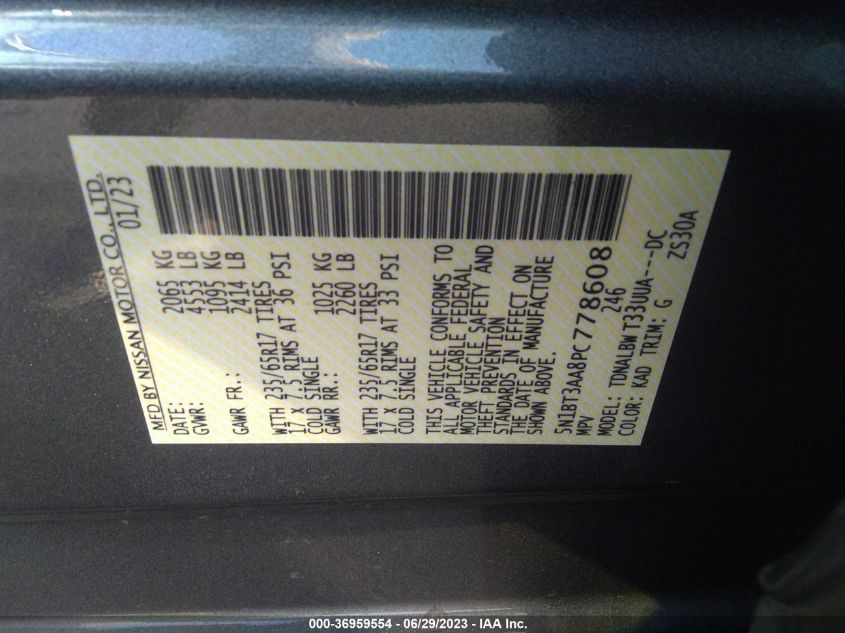 MFD BY NISSAN MOTOR CO., LTD.
DATE: 01/23
GVWR: 2065 KG
4553 LB
GAWR FR.: 1095 KG
2414 LB
WITH 235/65R17 TIRES
17 X 7.5 RIMS AT 36 PSI
COLD SINGLE
GAWR RR.: 1025 KG
2260 LB
WITH 235/65R17 TIRES
17 X 7.5 RIMS AT 33 PSI
COLD SINGLE
THIS VEHICLE CONFORMS TO
ALL APPLICABLE FEDERAL
MOTOR VEHICLE SAFETY AND
THEFT PREVENTION
STANDARDS IN EFFECT ON
THE DATE OF MANUFACTURE
SHOWN ABOVE.
5N1BT3AA8PC778608
MPV 246
MODEL: TDNALBW T33UUA---DC
COLOR: KAD TRIM: G ZS30A
000-36959554 - 06/29/2023 - IAA Inc.